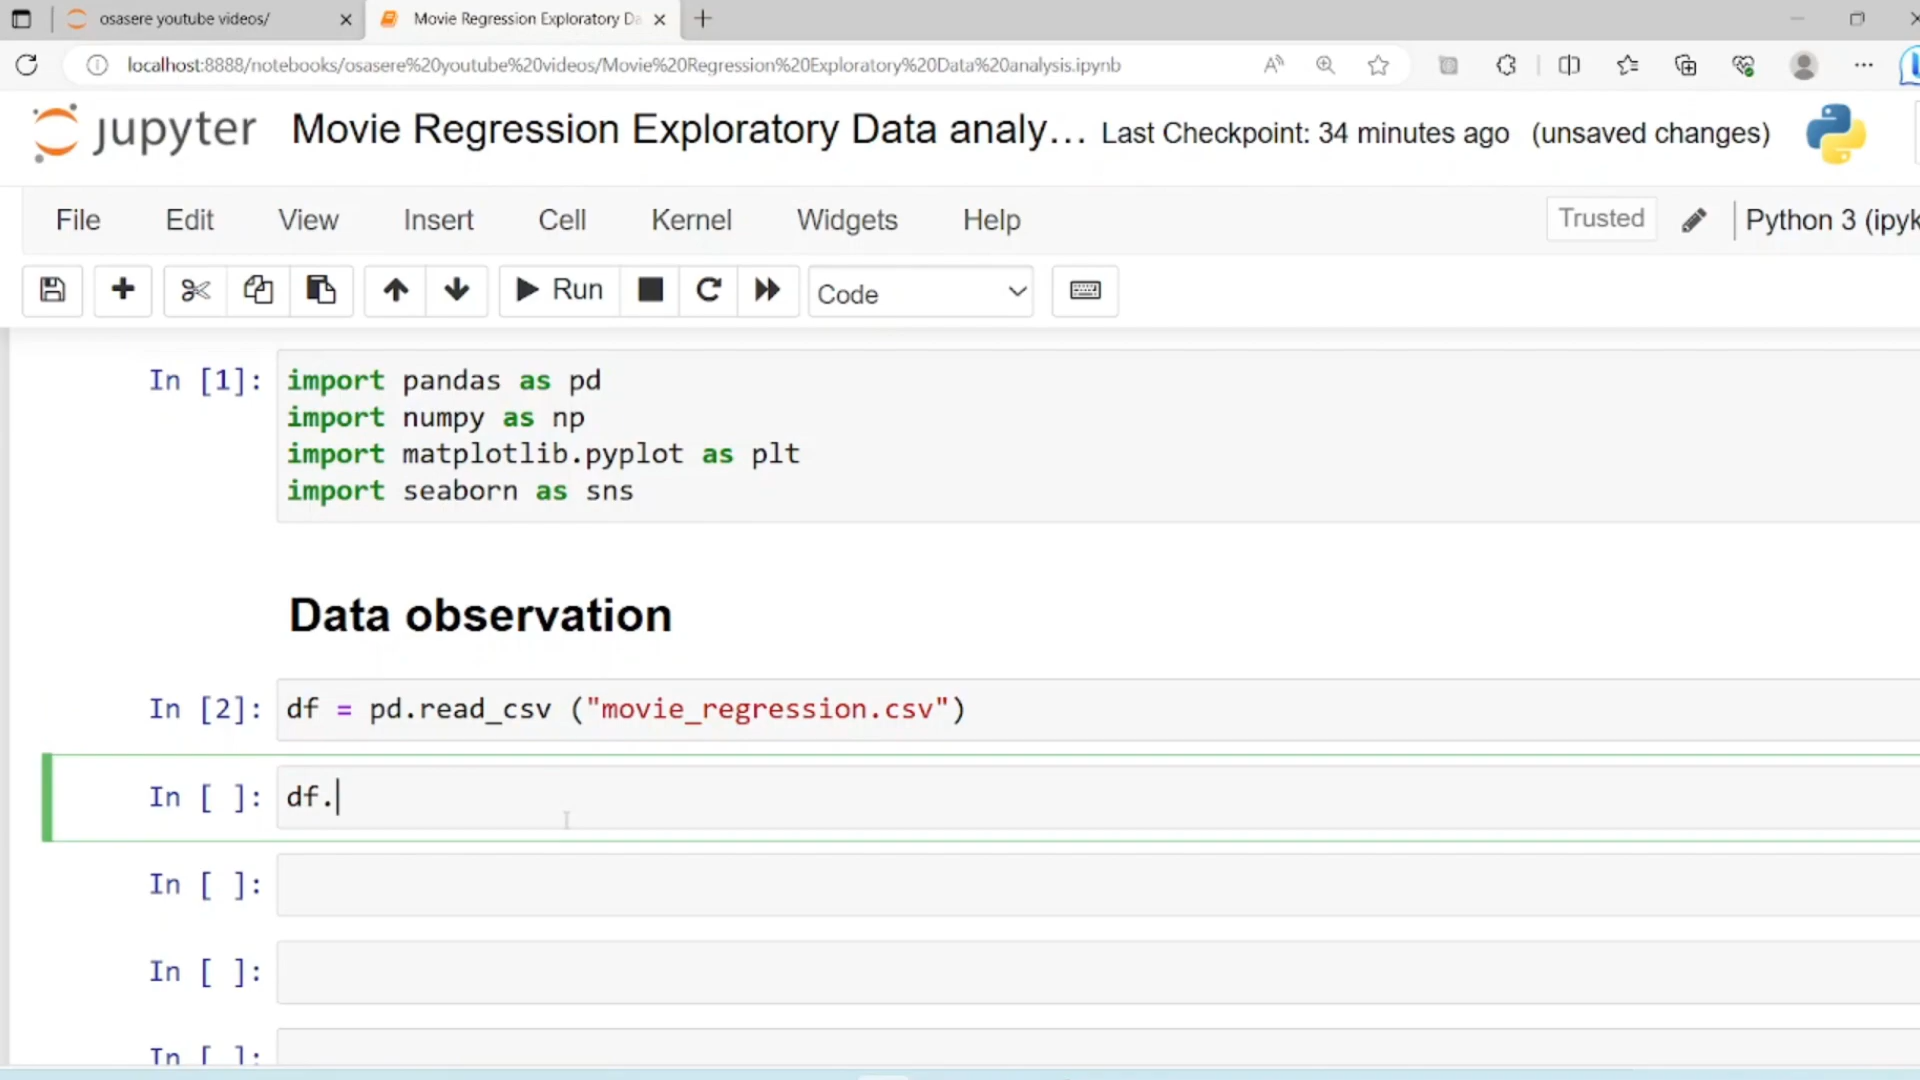 osasere youtube videos/
Movie Regression Exploratory Da
localhost:8888/notebooks/osasere%20youtube%20videos/Movie%20Regression%20Exploratory%20Data%20analysis.ipynb
jupyter Movie Regression Exploratory Data analy... Last Checkpoint: 34 minutes ago (unsaved changes)
File Edit View Insert Cell Kernel Widgets Help Trusted Python 3 (ipyk
Run Code
In [1]: import pandas as pd
import numpy as np
import matplotlib.pyplot as plt
import seaborn as sns
Data observation
In [2]: df = pd.read_csv ("movie_regression.csv")
In [ ]: df.
In [ ]:
In [ ]:
In [ ]: